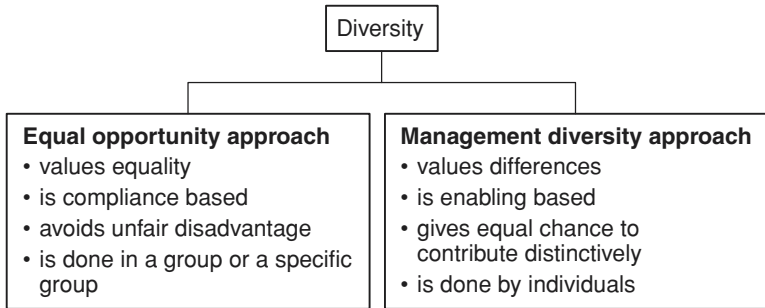 Diversity
Equal opportunity approach
• values equality
• is compliance based
• avoids unfair disadvantage
• is done in a group or a specific
group
Management diversity approach
• values differences
• is enabling based
• gives equal chance to
contribute distinctively
• is done by individuals